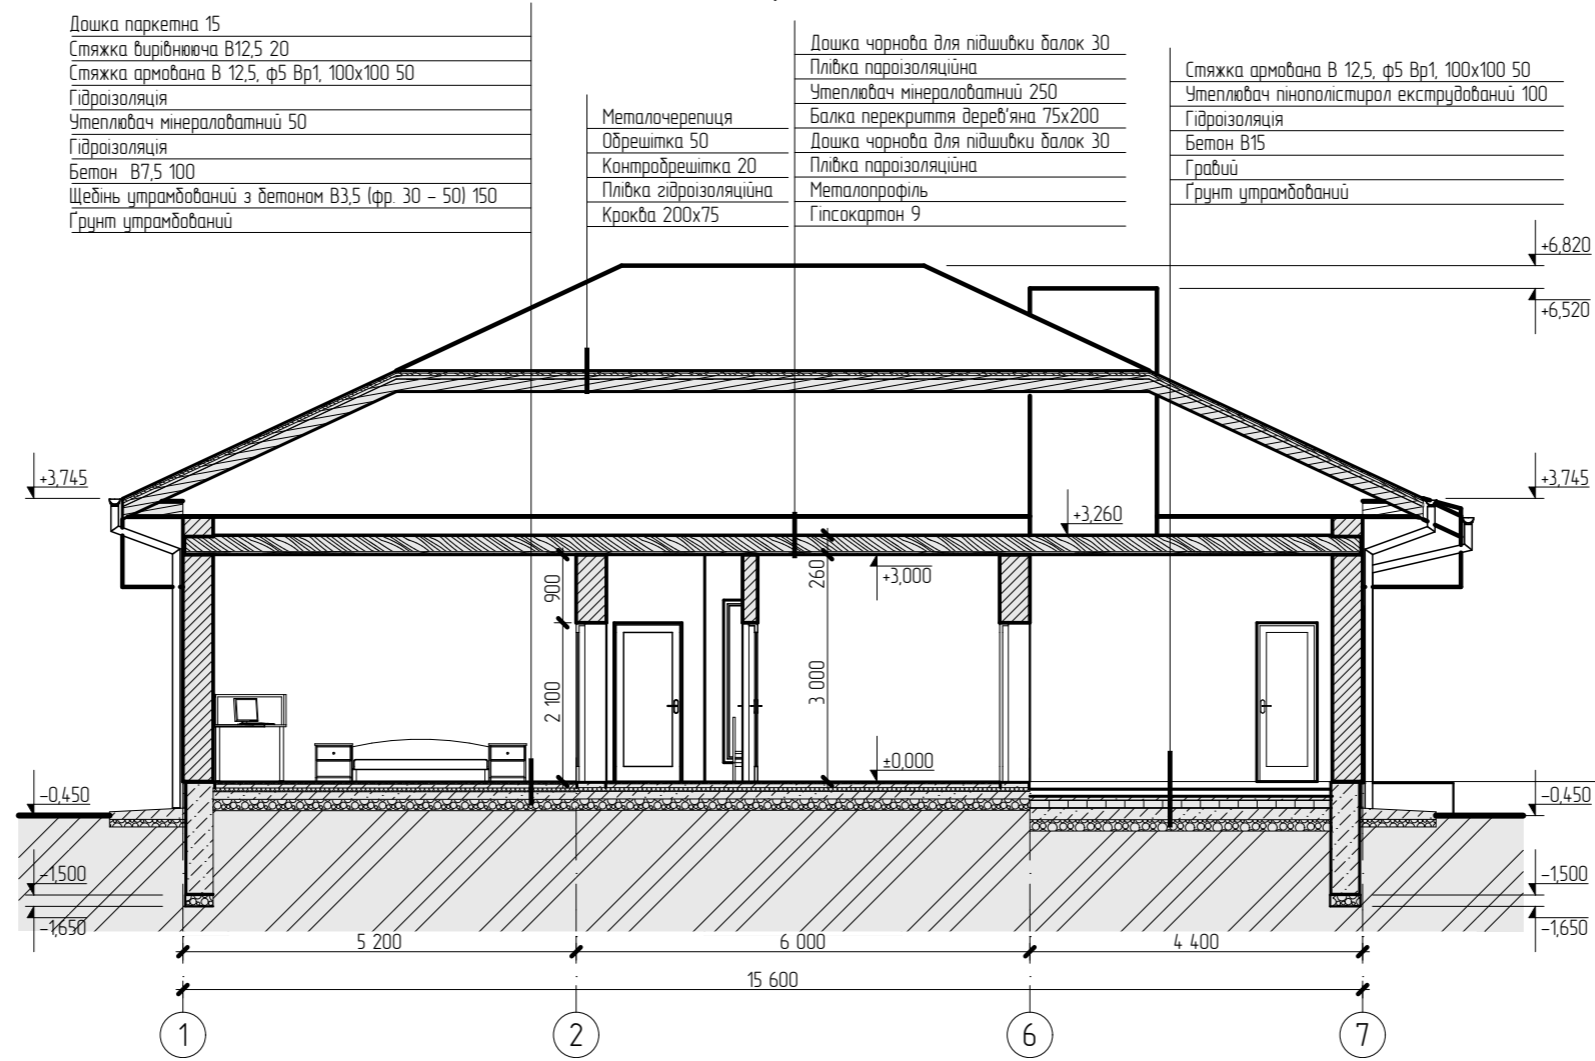 Дошка паркетна 15
Стяжка вирівнююча В12,5 20
Стяжка армована В 12,5, ф5 Вр1, 100х100 50
Гідроізоляція
Утеплювач мінераловатний 50
Гідроізоляція
Бетон В7,5 100
Щебінь утрамбований з бетоном В3,5 (фр. 30 – 50) 150
Ґрунт утрамбований
Металочерепиця
Обрешітка 50
Контробрешітка 20
Плівка гідроізоляційна
Кроква 200х75
Дошка чорнова для підшивки балок 30
Плівка пароізоляційна
Утеплювач мінераловатний 250
Балка перекриття дерев'яна 75х200
Дошка чорнова для підшивки балок 30
Плівка пароізоляційна
Металопрофіль
Гіпсокартон 9
Стяжка армована В 12,5, ф5 Вр1, 100х100 50
Утеплювач пінополістирол екструдований 100
Гідроізоляція
Бетон В15
Гравий
Ґрунт утрамбований
+6,820
+6,520
+3,745
+3,745
+3,260
900
260
+3,000
2 100
3 000
±0,000
-0,450
-0,450
-1,500
-1,500
-1,650
-1,650
5 200
6 000
4 400
15 600
1
2
6
7